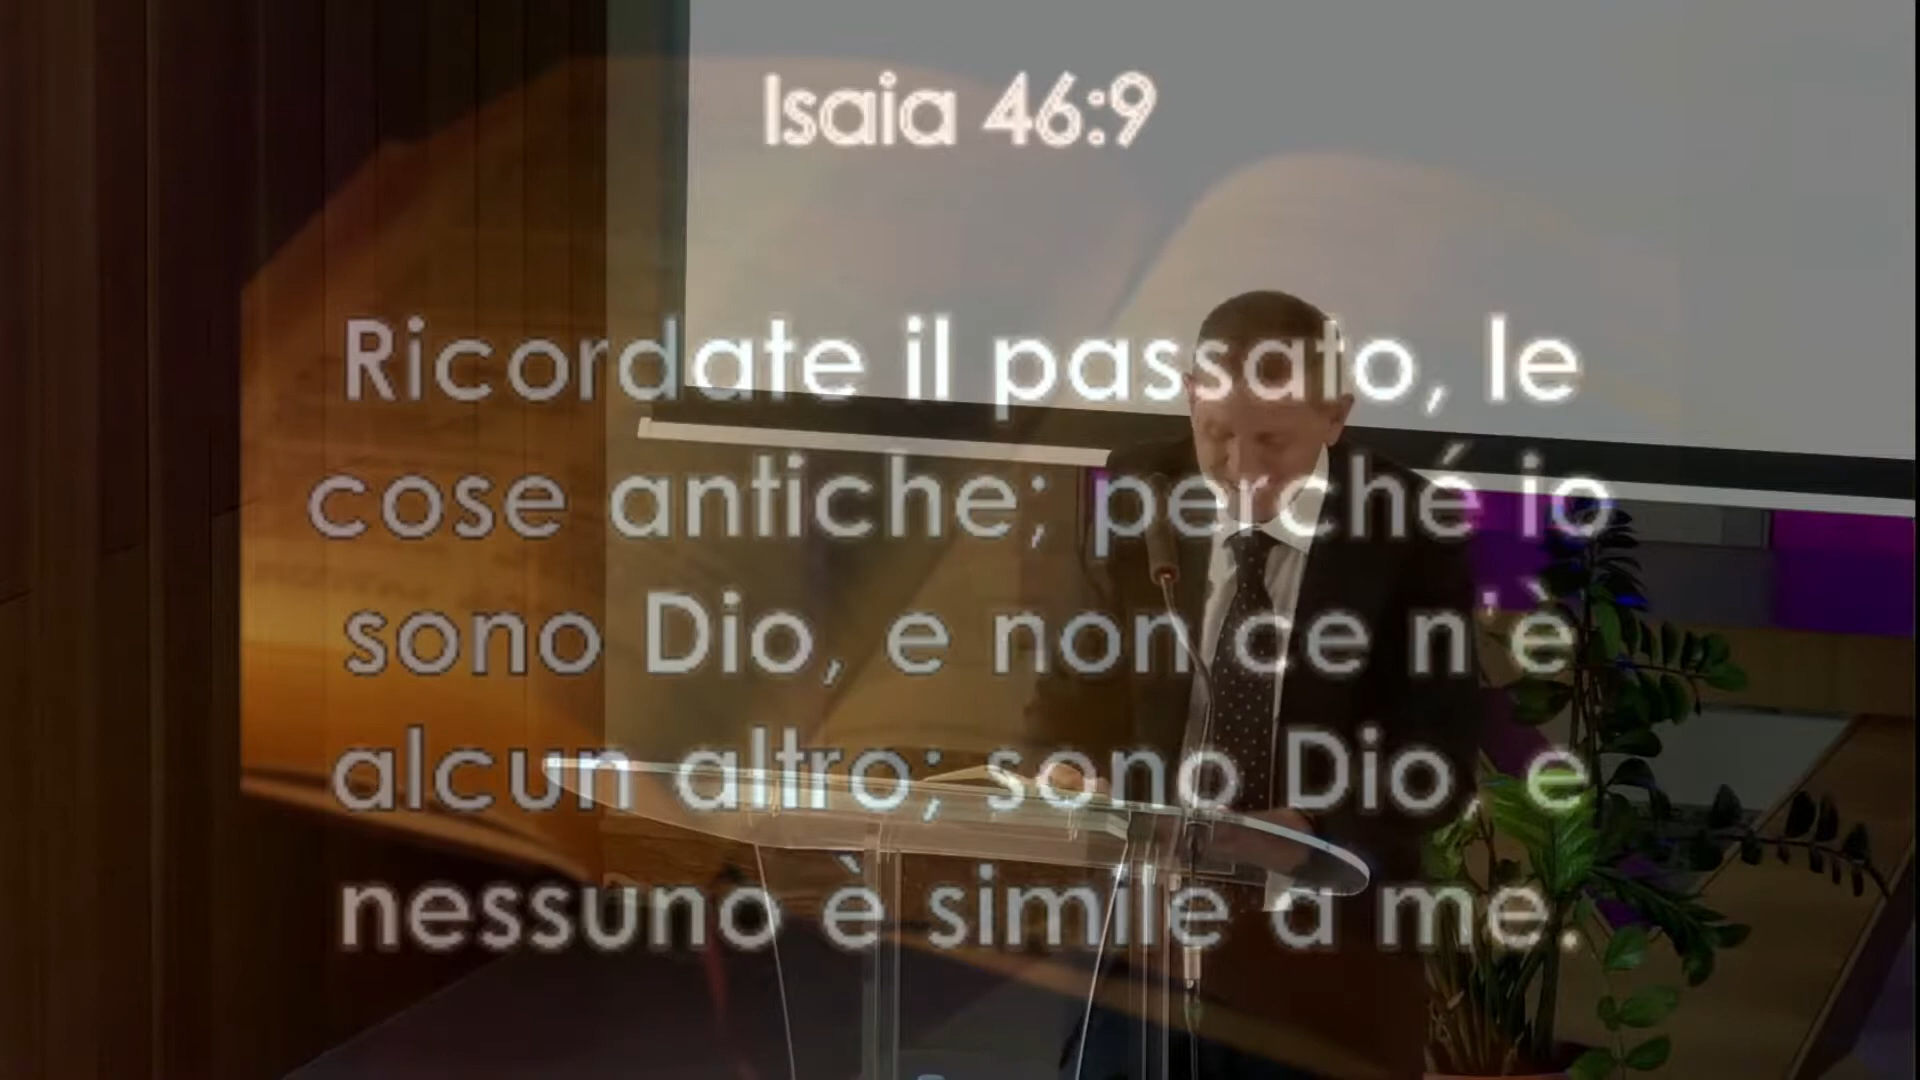 Isaia 46:9
Ricordate il passato, le
cose antiche; perché io
sono Dio, e non ce n'è
alcun altro; sono Dio, e
nessuno è simile a me.